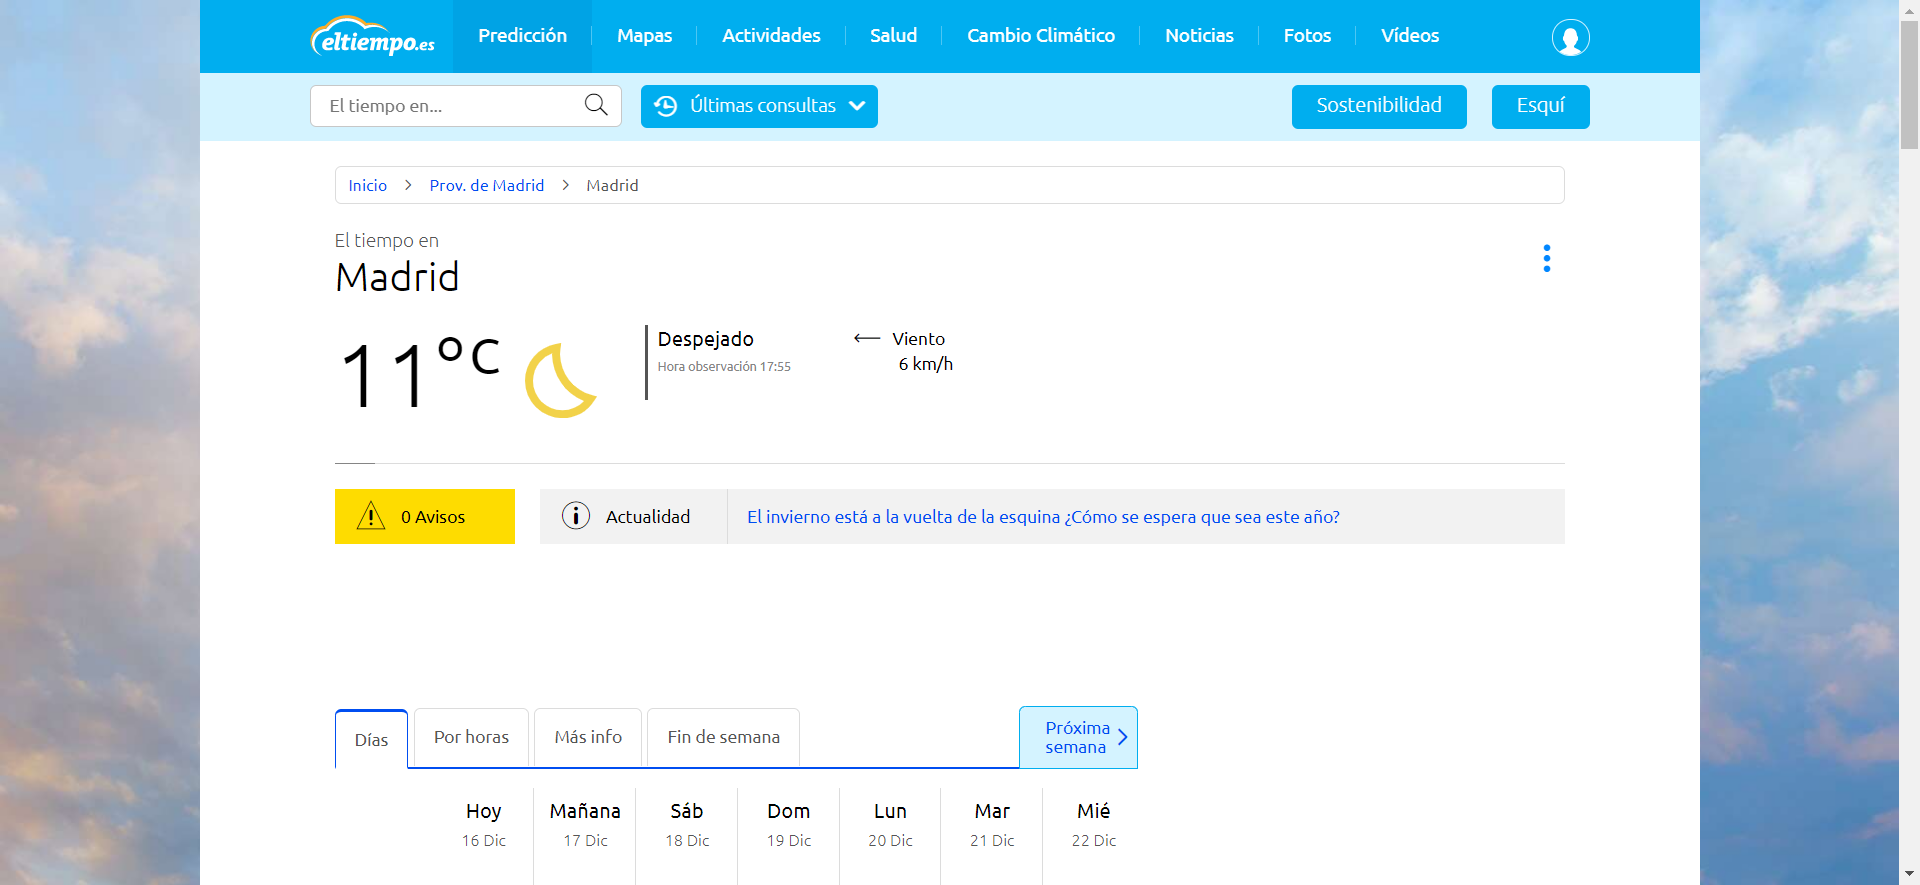 eltiempo.es
Predicción
Mapas
Actividades
Salud
Cambio Climático
Noticias
Fotos
Vídeos
El tiempo en...
Últimas consultas
Sostenibilidad
Esquí
Inicio > Prov. de Madrid > Madrid
El tiempo en
Madrid
11°C
Despejado
Hora observación 17:55
Viento
6 km/h
0 Avisos
Actualidad
El invierno está a la vuelta de la esquina ¿Cómo se espera que sea este año?
Días
Por horas
Más info
Fin de semana
Próxima
semana
Hoy
16 Dic
Mañana
17 Dic
Sáb
18 Dic
Dom
19 Dic
Lun
20 Dic
Mar
21 Dic
Mié
22 Dic